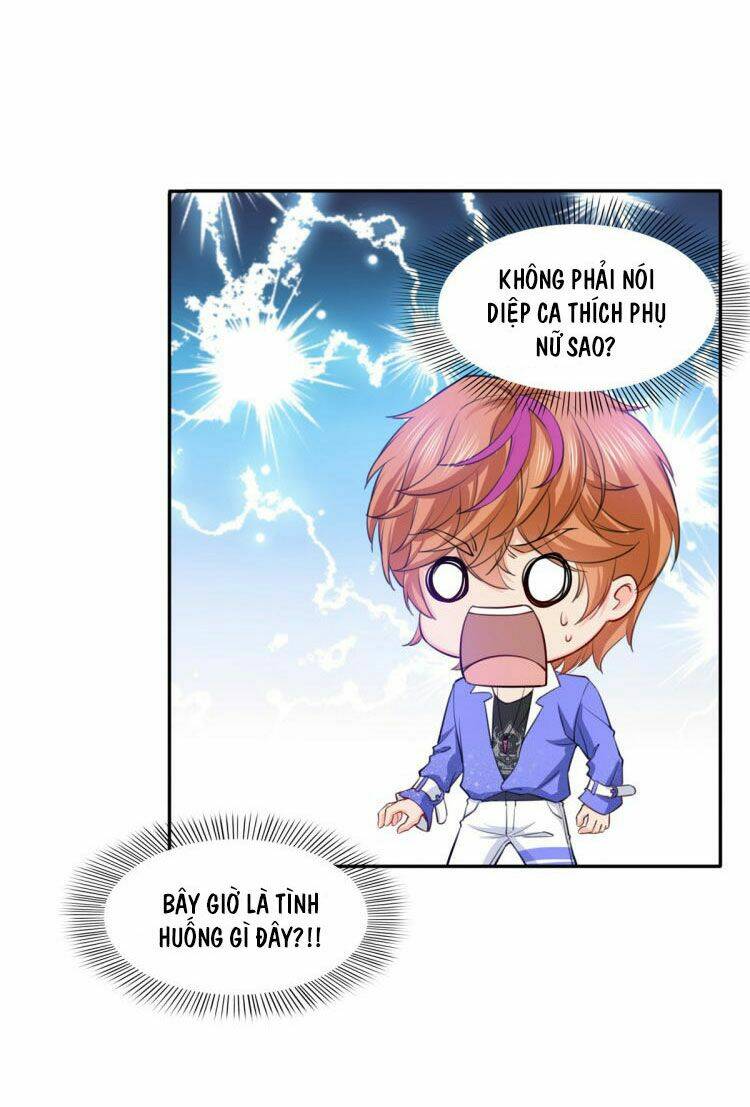 KHÔNG PHẢI NÓI
DIỆP CA THÍCH PHỤ
NỮ SAO?
BÂY GIỜ LÀ TÌNH
HUỐNG GÌ ĐÂY?!!